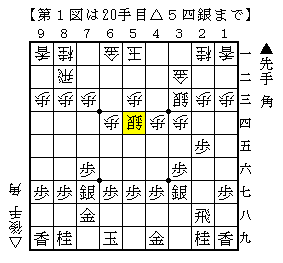 【第１図は20手目△５四銀まで】
９ ８ ７ ６ ５ ４ ３ ２ １
香 桂 金 玉 桂 香 一
飛 金 二
歩 歩 歩 歩 銀 歩 歩 三
歩 銀 歩 歩 四
歩 五
歩 歩 六
歩 歩 銀 歩 歩 歩 銀 歩 七
金 飛 八
香 桂 玉 金 桂 香 九
▲先手 角
△後手 角